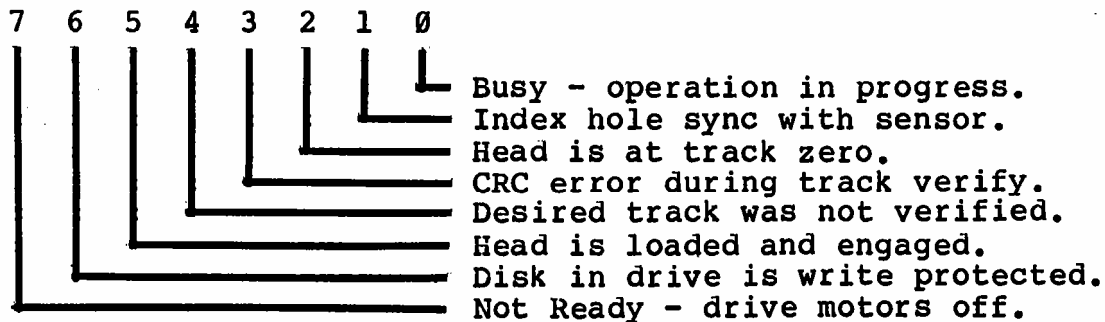 7 6 5 4 3 2 1 Ø
Busy - operation in progress.
Index hole sync with sensor.
Head is at track zero.
CRC error during track verify.
Desired track was not verified.
Head is loaded and engaged.
Disk in drive is write protected.
Not Ready - drive motors off.